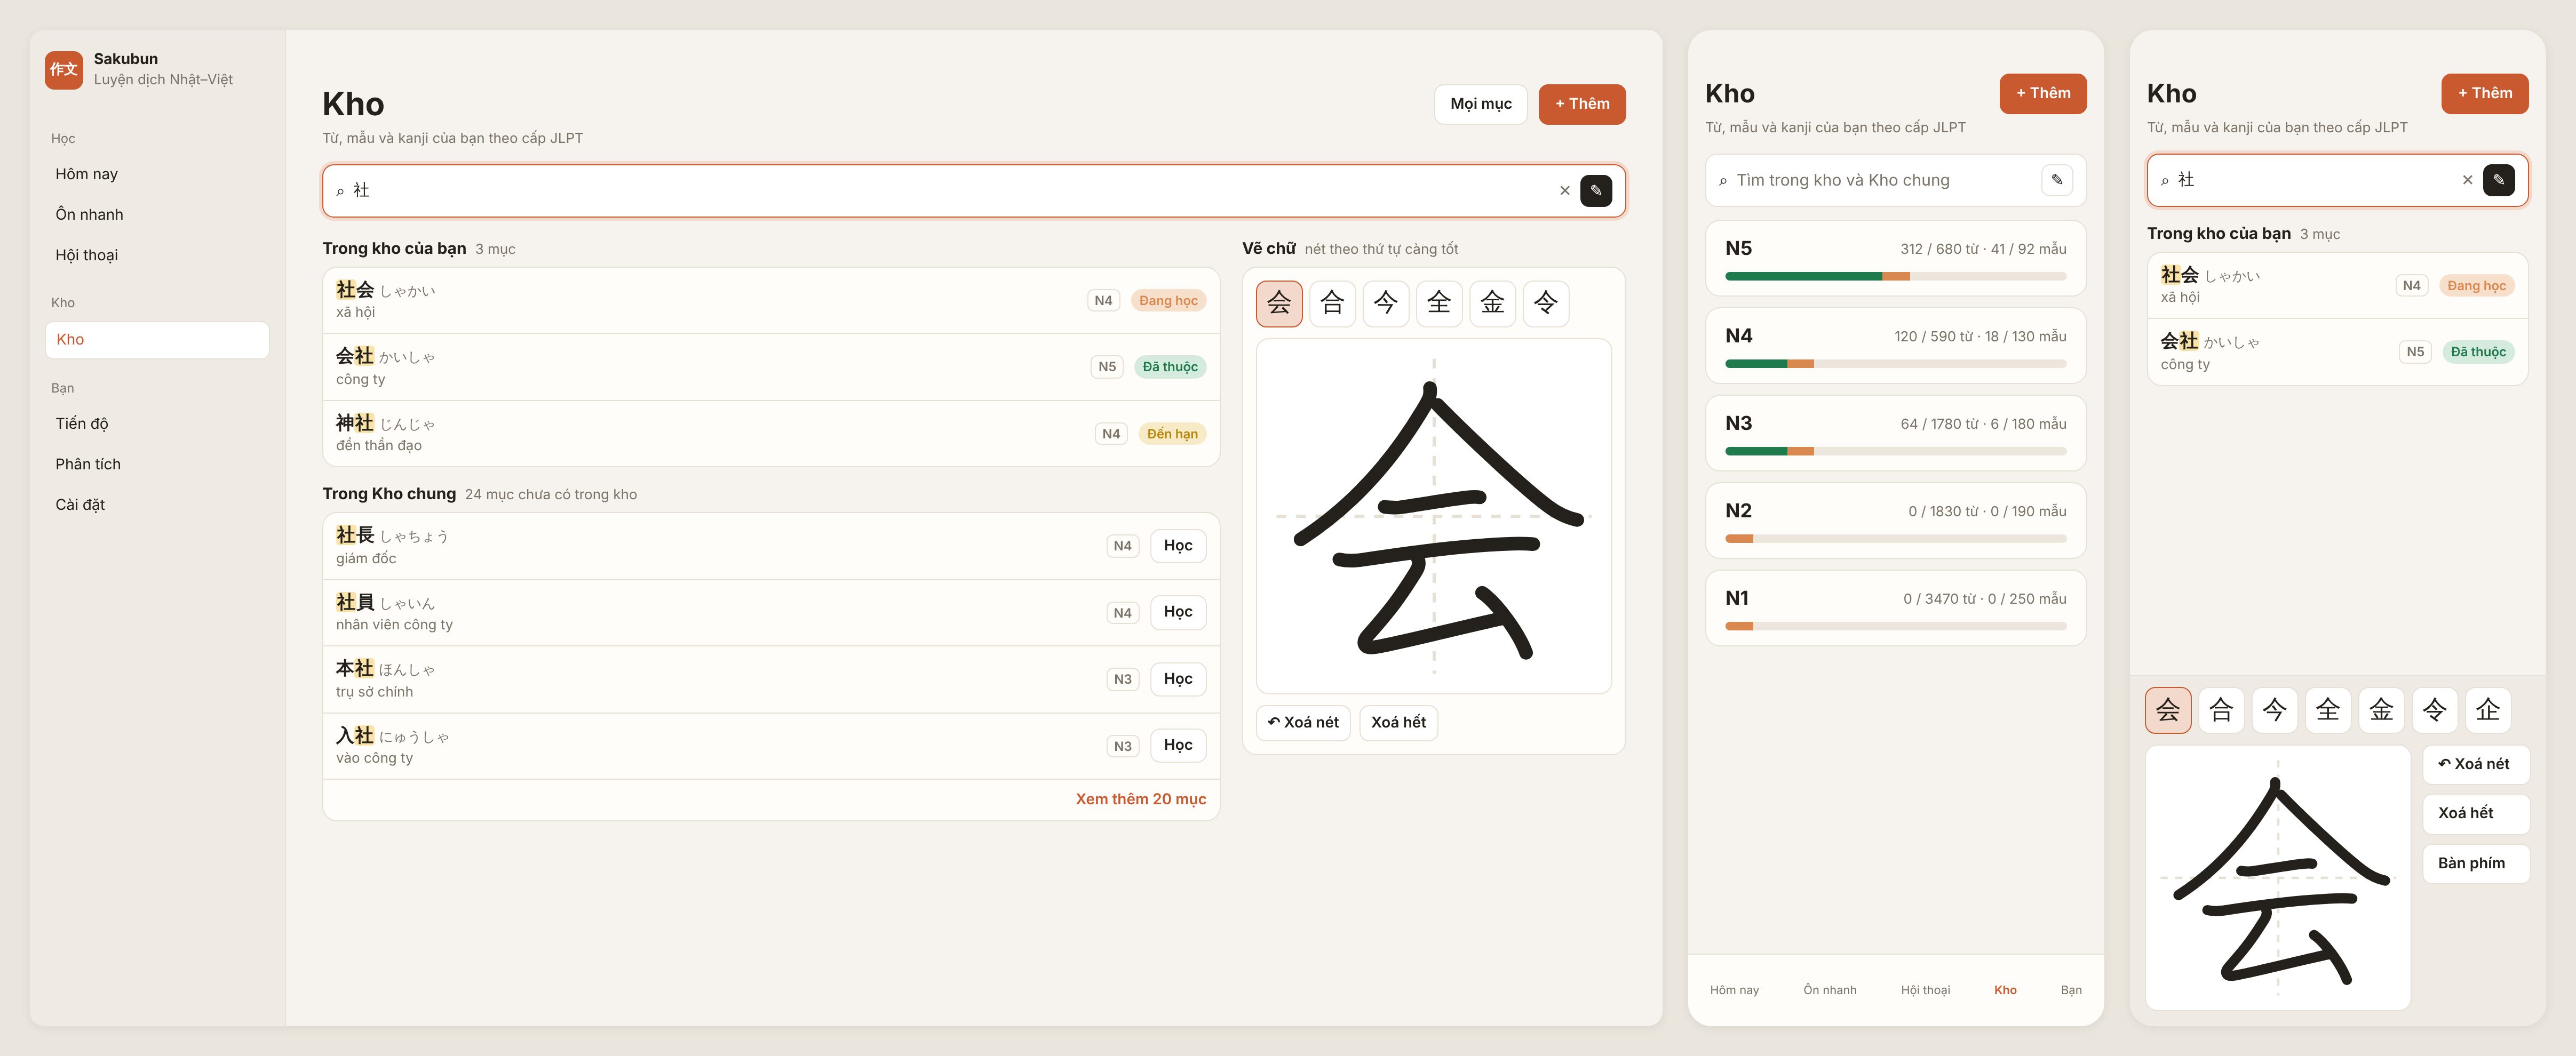 作文
Sakubun
Luyện dịch Nhật–Việt
Học
Hôm nay
Ôn nhanh
Hội thoại
Kho
Kho
Bạn
Tiến độ
Phân tích
Cài đặt
Kho
Từ, mẫu và kanji của bạn theo cấp JLPT
Mọi mục
+ Thêm
社
Trong kho của bạn 3 mục
社会 しゃかい
xã hội
N4 Đang học
会社 かいしゃ
công ty
N5 Đã thuộc
神社 じんじゃ
đền thần đạo
N4 Đến hạn
Trong Kho chung 24 mục chưa có trong kho
社長 しゃちょう
giám đốc
N4 Học
社員 しゃいん
nhân viên công ty
N4 Học
本社 ほんしゃ
trụ sở chính
N3 Học
入社 にゅうしゃ
vào công ty
N3 Học
Xem thêm 20 mục
Vẽ chữ nét theo thứ tự càng tốt
会 合 今 全 金 令
会
↶ Xoá nét
Xoá hết
Kho
+ Thêm
Từ, mẫu và kanji của bạn theo cấp JLPT
Tìm trong kho và Kho chung
N5 312 / 680 từ · 41 / 92 mẫu
N4 120 / 590 từ · 18 / 130 mẫu
N3 64 / 1780 từ · 6 / 180 mẫu
N2 0 / 1830 từ · 0 / 190 mẫu
N1 0 / 3470 từ · 0 / 250 mẫu
Hôm nay
Ôn nhanh
Hội thoại
Kho
Bạn
Kho
+ Thêm
Từ, mẫu và kanji của bạn theo cấp JLPT
社
Trong kho của bạn 3 mục
社会 しゃかい
xã hội
N4 Đang học
会社 かいしゃ
công ty
N5 Đã thuộc
会 合 今 全 金 令 企
会
↶ Xoá nét
Xoá hết
Bàn phím